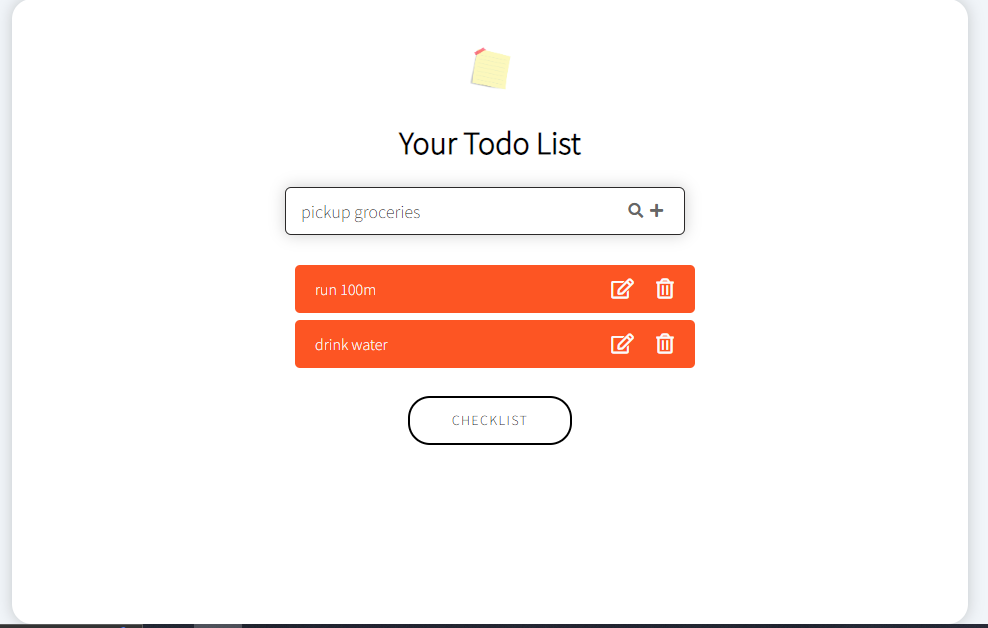 Your Todo List
pickup groceries
run 100m
drink water
CHECKLIST